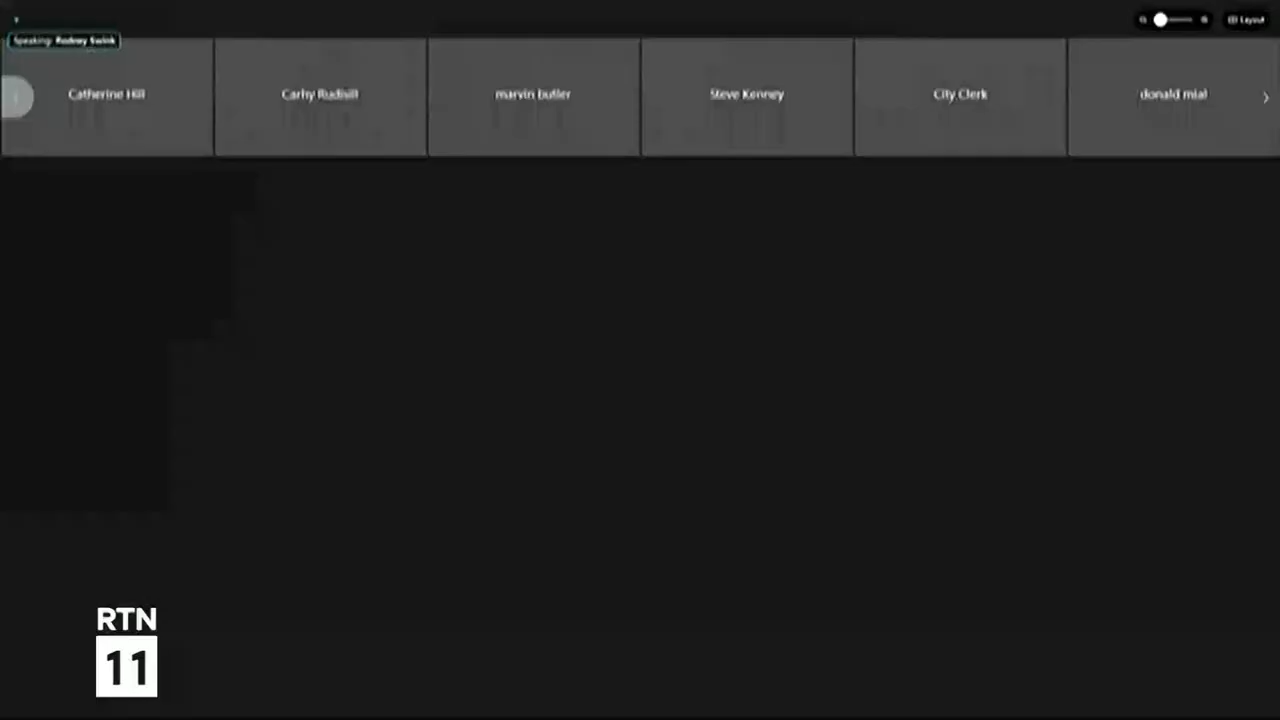 Layout
Speaking: Rodney Swink
Catherine Hill
Carhy Rudisill
marvin butler
Steve Kenney
City Clerk
donald mial
RTN
11